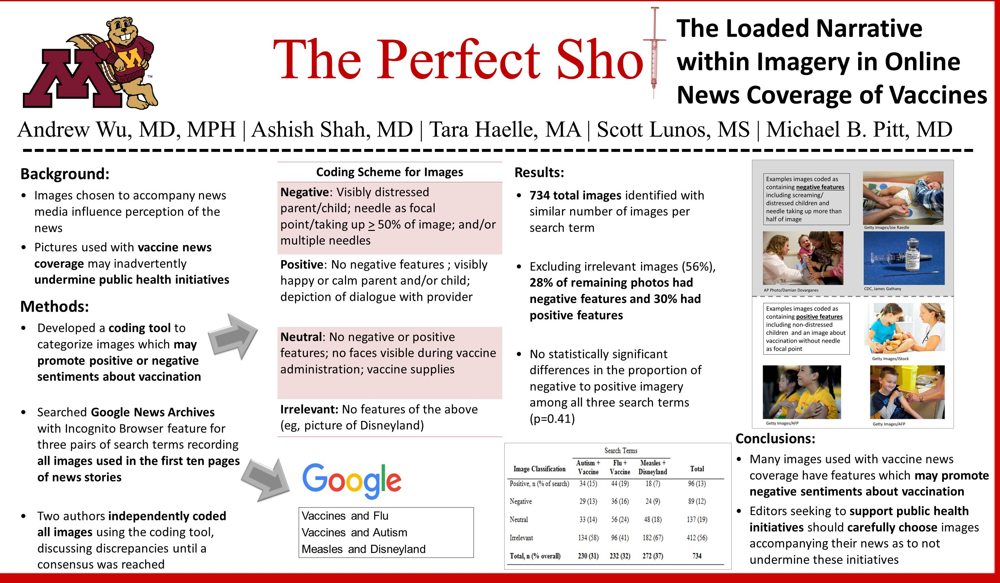 The Perfect Shot
The Loaded Narrative
within Imagery in Online
News Coverage of Vaccines
TM
Andrew Wu, MD, MPH | Ashish Shah, MD | Tara Haelle, MA | Scott Lunos, MS | Michael B. Pitt, MD
Background:
• Images chosen to accompany news
media influence perception of the
news
• Pictures used with vaccine news
coverage may inadvertently
undermine public health initiatives
Methods:
• Developed a coding tool to
categorize images which may
promote positive or negative
sentiments about vaccination
• Searched Google News Archives
with Incognito Browser feature for
three pairs of search terms recording
all images used in the first ten pages
of news stories
• Two authors independently coded
all images using the coding tool,
discussing discrepancies until a
consensus was reached
Coding Scheme for Images
Negative: Visibly distressed
parent/child; needle as focal
point/taking up ≥ 50% of image; and/or
multiple needles
Positive: No negative features ; visibly
happy or calm parent and/or child;
depiction of dialogue with provider
Neutral: No negative or positive
features; no faces visible during vaccine
administration; vaccine supplies
Irrelevant: No features of the above
(eg, picture of Disneyland)
Google
Vaccines and Flu
Vaccines and Autism
Measles and Disneyland
Results:
• 734 total images identified with
similar number of images per
search term
• Excluding irrelevant images (56%),
28% of remaining photos had
negative features and 30% had
positive features
• No statistically significant
differences in the proportion of
negative to positive imagery
among all three search terms
(p=0.41)
Search Terms
Image Classification Autism + Vaccine Flu + Vaccine Measles + Disneyland Total
Positive, n (% of search) 34 (15) 44 (19) 18 (7) 96 (13)
Negative 29 (13) 36 (16) 24 (9) 89 (12)
Neutral 33 (14) 56 (24) 48 (18) 137 (19)
Irrelevant 134 (58) 96 (41) 182 (67) 412 (56)
Total, n (% overall) 230 (31) 232 (32) 272 (37) 734
Examples images coded as
containing negative features
including screaming/
distressed children and
needle taking up more than
half of image
Getty Images/Joe Raedle
AP Photo/Damian Dovarganes
CDC, James Gathany
Examples images coded as
containing positive features
including non-distressed
children and an image about
vaccination without needle
as focal point
Getty Images/iStock
Getty Images/AFP
Getty Images/AFP
Conclusions:
• Many images used with vaccine news
coverage have features which may promote
negative sentiments about vaccination
• Editors seeking to support public health
initiatives should carefully choose images
accompanying their news as to not
undermine these initiatives